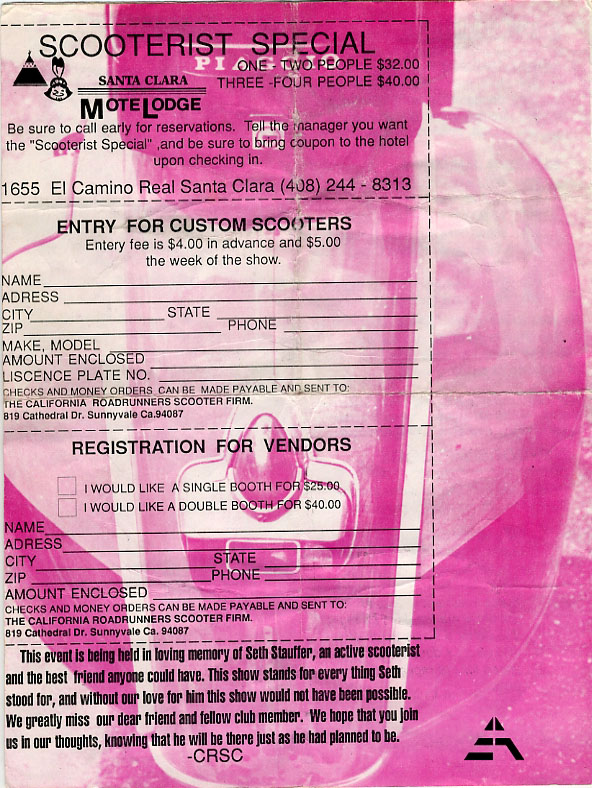 SCOOTERIST SPECIAL
PIAGGIO
ONE - TWO PEOPLE $32.00
SANTA CLARA
THREE -FOUR PEOPLE $40.00
MOTELODGE
Be sure to call early for reservations. Tell the manager you want
the "Scooterist Special" ,and be sure to bring coupon to the hotel
upon checking in.
1655 El Camino Real Santa Clara (408) 244 - 8313
ENTRY FOR CUSTOM SCOOTERS
Entery fee is $4.00 in advance and $5.00
the week of the show.
NAME
ADRESS
CITY STATE
ZIP PHONE
MAKE, MODEL
AMOUNT ENCLOSED
LISCENCE PLATE NO.
CHECKS AND MONEY ORDERS CAN BE MADE PAYABLE AND SENT TO:
THE CALIFORNIA ROADRUNNERS SCOOTER FIRM.
819 Cathedral Dr. Sunnyvale Ca.94087
REGISTRATION FOR VENDORS
I WOULD LIKE A SINGLE BOOTH FOR $25.00
I WOULD LIKE A DOUBLE BOOTH FOR $40.00
NAME
ADRESS
CITY STATE
ZIP PHONE
AMOUNT ENCLOSED
CHECKS AND MONEY ORDERS CAN BE MADE PAYABLE AND SENT TO:
THE CALIFORNIA ROADRUNNERS SCOOTER FIRM.
819 Cathedral Dr. Sunnyvale Ca. 94087
This event is being held in loving memory of Seth Stauffer, an active scooterist
and the best friend anyone could have. This show stands for every thing Seth
stood for, and without our love for him this show would not have been possible.
We greatly miss our dear friend and fellow club member. We hope that you join
us in our thoughts, knowing that he will be there just as he had planned to be.
-CRSC